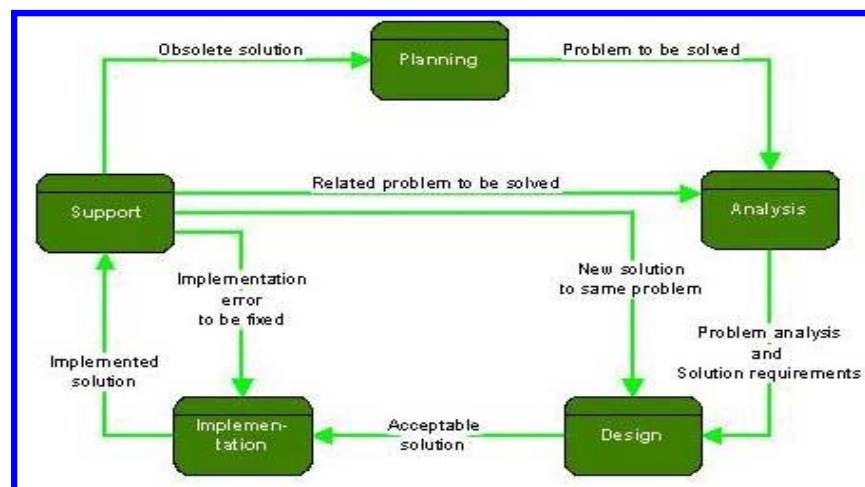 Obsolete solution
Planning
Problem to be solved
Related problem to be solved
Support
Analysis
Implementation
error
to be fixed
New solution
to same problem
Problem analysis
and
Solution requirements
Implemented
solution
Implemen-
tation
Acceptable
solution
Design